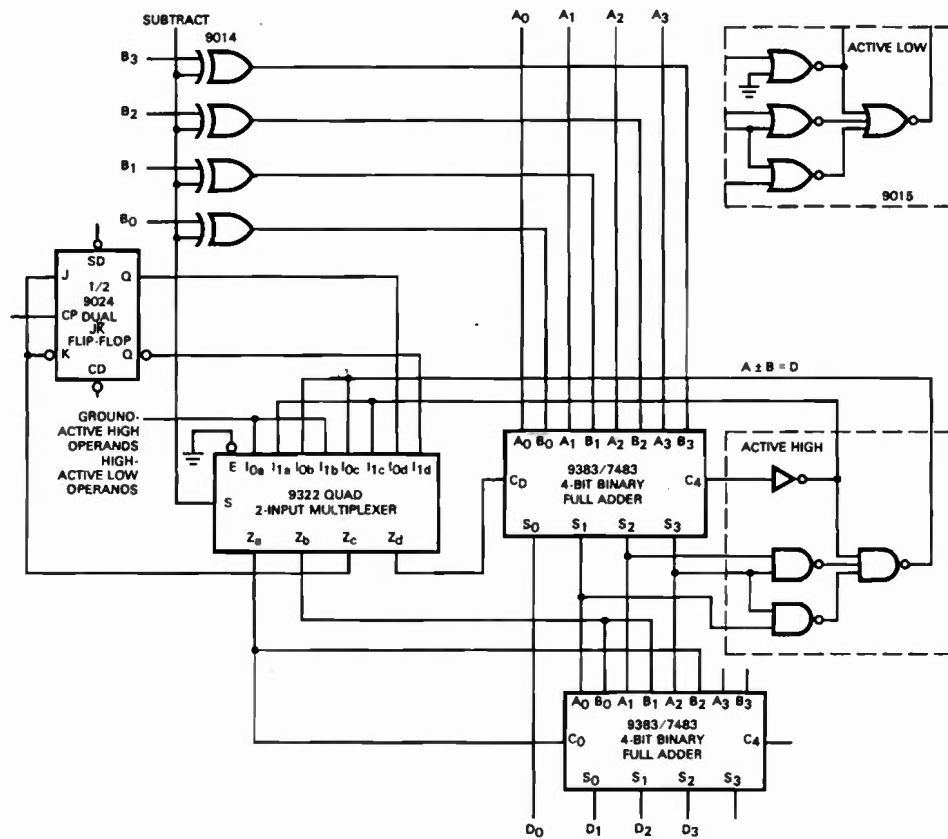 SUBTRACT
9014
B3
B2
B1
B0
A0 A1 A2 A3
ACTIVE LOW
9015
SD
J Q
1/2
9024
CP DUAL
JK
FLIP-FLOP
K Q
CD
GROUND-
ACTIVE HIGH
OPERANDS
HIGH-
ACTIVE LOW
OPERANDS
A ± B = D
E I0a I1a I0b I1b I0c I1c I0d I1d
S
9322 QUAD
2-INPUT MULTIPLEXER
Za Zb Zc Zd
A0 B0 A1 B1 A2 B2 A3 B3
9383/7483
4-BIT BINARY
FULL ADDER
C0 C4
S0 S1 S2 S3
ACTIVE HIGH
A0 B0 A1 B1 A2 B2 A3 B3
9383/7483
4-BIT BINARY
FULL ADDER
C0 C4
S0 S1 S2 S3
D0 D1 D2 D3